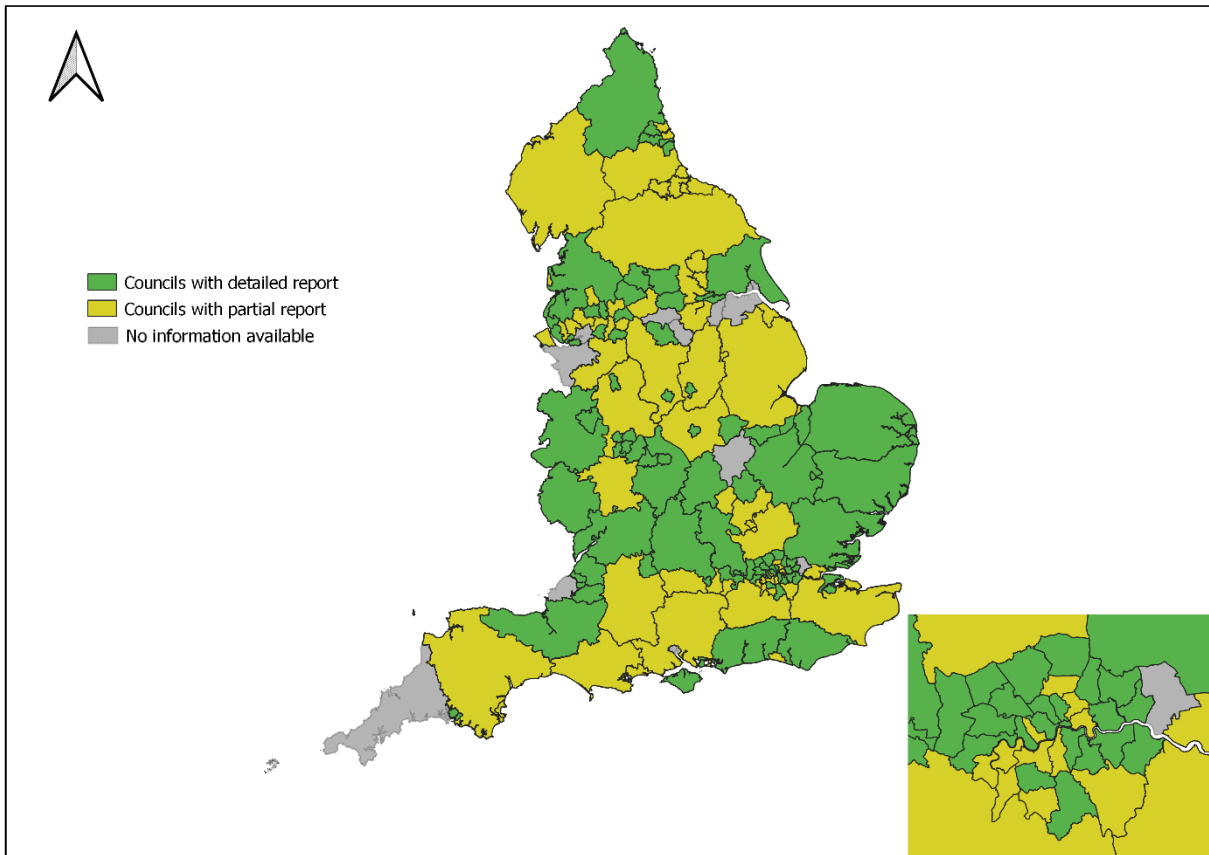 Councils with detailed report
Councils with partial report
No information available